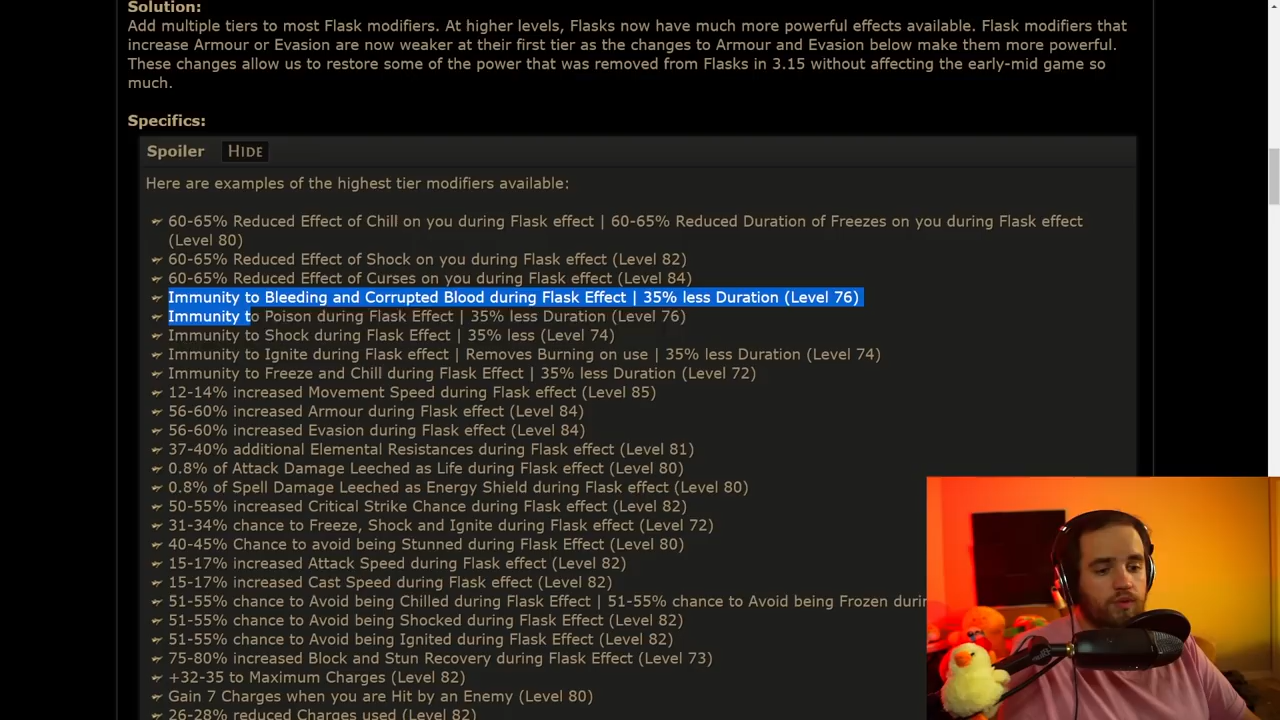 Solution:
Add multiple tiers to most Flask modifiers. At higher levels, Flasks now have much more powerful effects available. Flask modifiers that
increase Armour or Evasion are now weaker at their first tier as the changes to Armour and Evasion below make them more powerful.
These changes allow us to restore some of the power that was removed from Flasks in 3.15 without affecting the early-mid game so
much.
Specifics:
Spoiler HIDE
Here are examples of the highest tier modifiers available:
60-65% Reduced Effect of Chill on you during Flask effect | 60-65% Reduced Duration of Freezes on you during Flask effect
(Level 80)
60-65% Reduced Effect of Shock on you during Flask effect (Level 82)
60-65% Reduced Effect of Curses on you during Flask effect (Level 84)
Immunity to Bleeding and Corrupted Blood during Flask Effect | 35% less Duration (Level 76)
Immunity to Poison during Flask Effect | 35% less Duration (Level 76)
Immunity to Shock during Flask Effect | 35% less (Level 74)
Immunity to Ignite during Flask effect | Removes Burning on use | 35% less Duration (Level 74)
Immunity to Freeze and Chill during Flask Effect | 35% less Duration (Level 72)
12-14% increased Movement Speed during Flask effect (Level 85)
56-60% increased Armour during Flask effect (Level 84)
56-60% increased Evasion during Flask effect (Level 84)
37-40% additional Elemental Resistances during Flask effect (Level 81)
0.8% of Attack Damage Leeched as Life during Flask effect (Level 80)
0.8% of Spell Damage Leeched as Energy Shield during Flask effect (Level 80)
50-55% increased Critical Strike Chance during Flask effect (Level 82)
31-34% chance to Freeze, Shock and Ignite during Flask effect (Level 72)
40-45% Chance to avoid being Stunned during Flask Effect (Level 80)
15-17% increased Attack Speed during Flask effect (Level 82)
15-17% increased Cast Speed during Flask effect (Level 82)
51-55% chance to Avoid being Chilled during Flask Effect | 51-55% chance to Avoid being Frozen durin
51-55% chance to Avoid being Shocked during Flask Effect (Level 82)
51-55% chance to Avoid being Ignited during Flask Effect (Level 82)
75-80% increased Block and Stun Recovery during Flask Effect (Level 73)
+32-35 to Maximum Charges (Level 82)
Gain 7 Charges when you are Hit by an Enemy (Level 80)
26-28% reduced Charges used (Level 82)